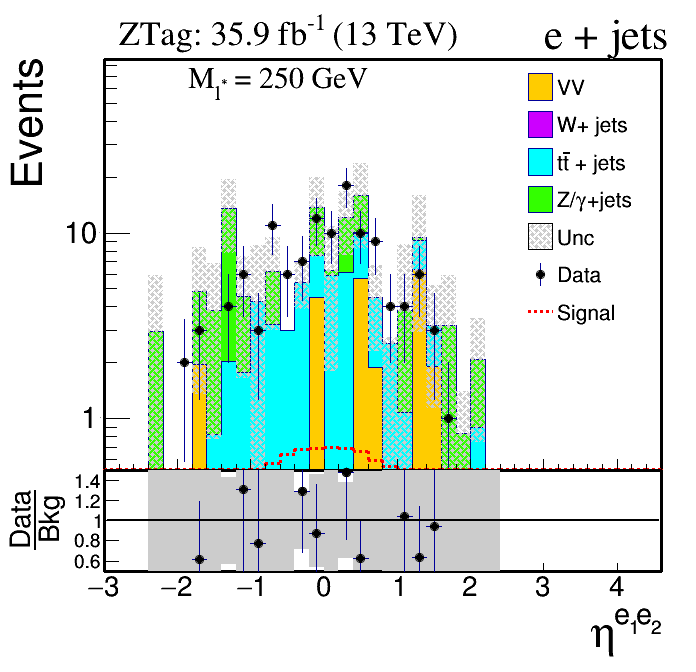 ZTag: 35.9 fb-1 (13 TeV)
e + jets
M l* = 250 GeV
Events
10
1
VV
W+ jets
tt̄ + jets
Z/γ+jets
Unc
Data
Signal
Data
Bkg
1.4
1.2
1
0.8
0.6
−3 −2 −1 0 1 2 3 4
η e1e2